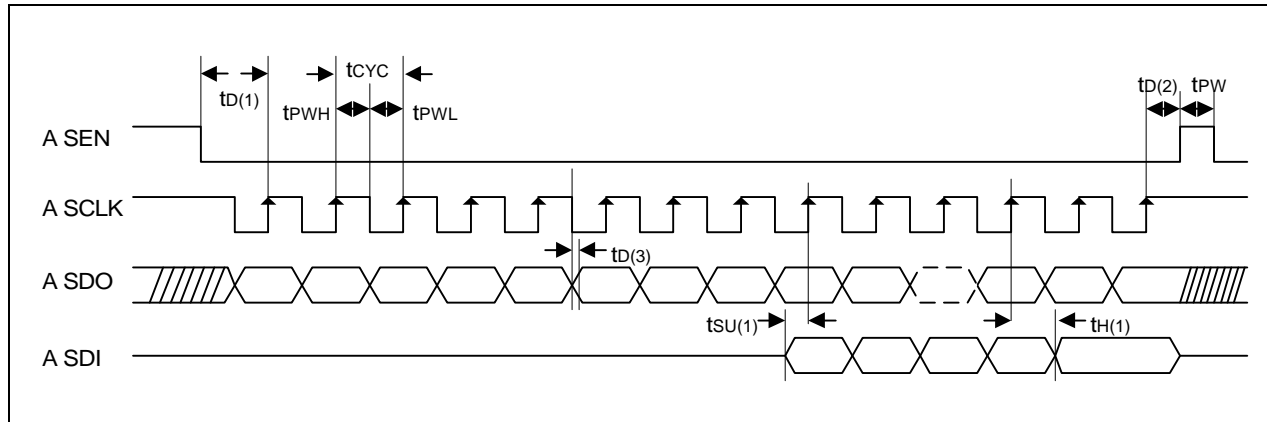 tCYC
tD(1)
tPWH
tPWL
tD(2)
tPW
A SEN
A SCLK
A SDO
tD(3)
tSU(1)
tH(1)
A SDI